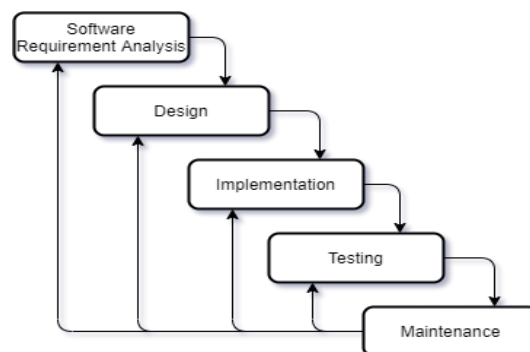 Software
Requirement Analysis
Design
Implementation
Testing
Maintenance